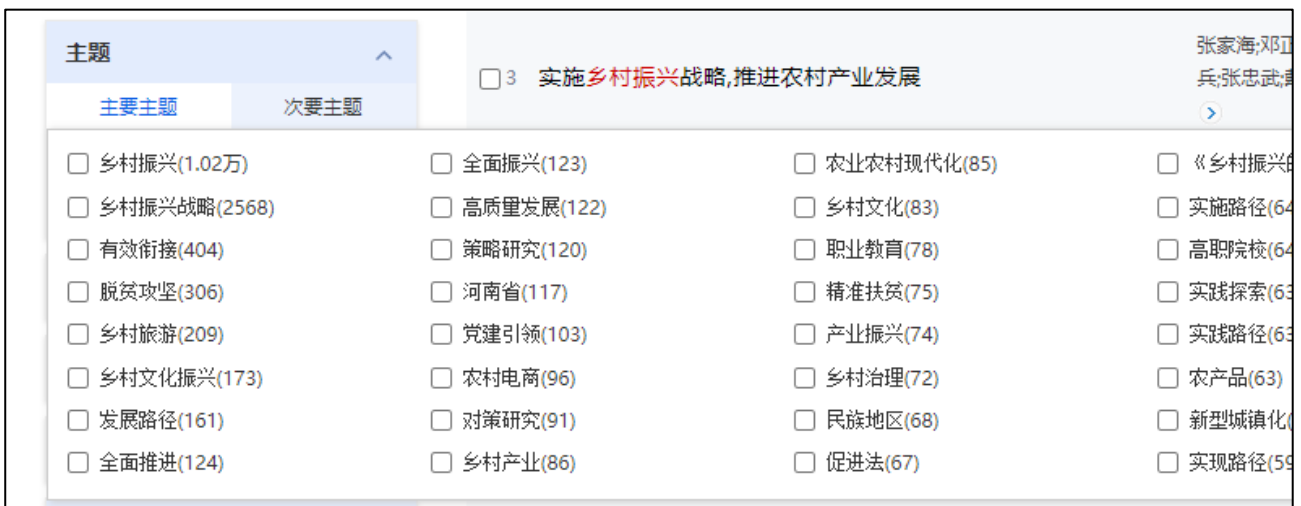 主题
主要主题 次要主题
3 实施乡村振兴战略,推进农村产业发展
张家海;邓正
兵;张忠武;
乡村振兴(1.02万) 全面振兴(123) 农业农村现代化(85) 《乡村振兴
乡村振兴战略(2568) 高质量发展(122) 乡村文化(83) 实施路径(64
有效衔接(404) 策略研究(120) 职业教育(78) 高职院校(64
脱贫攻坚(306) 河南省(117) 精准扶贫(75) 实践探索(63
乡村旅游(209) 党建引领(103) 产业振兴(74) 实践路径(63
乡村文化振兴(173) 农村电商(96) 乡村治理(72) 农产品(63)
发展路径(161) 对策研究(91) 民族地区(68) 新型城镇化(
全面推进(124) 乡村产业(86) 促进法(67) 实现路径(59